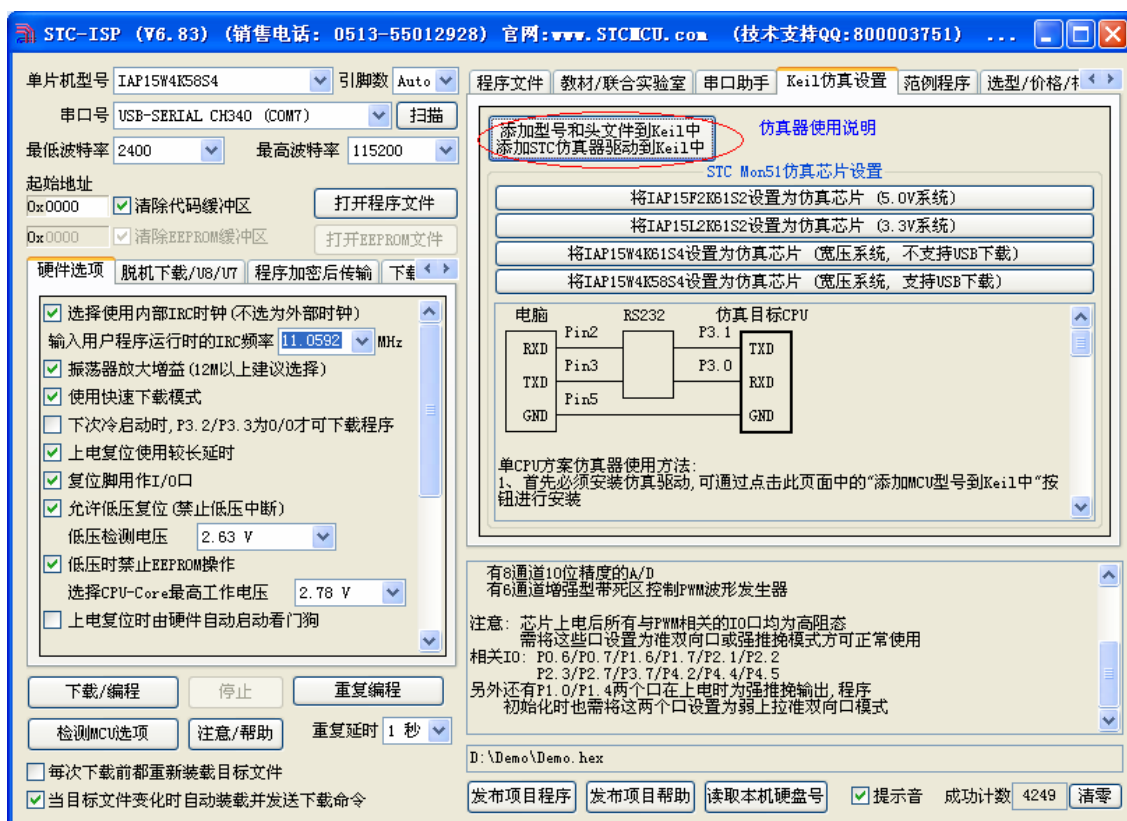 STC-ISP (V6.83) (销售电话: 0513-55012928) 官网:www.STCMCU.com (技术支持QQ:800003751) ...
单片机型号 IAP15W4K58S4 引脚数 Auto
串口号 USB-SERIAL CH340 (COM7) 扫描
最低波特率 2400 最高波特率 115200
起始地址
0x0000 清除代码缓冲区 打开程序文件
0x0000 清除EEPROM缓冲区 打开EEPROM文件
硬件选项 脱机下载/U8/U7 程序加密后传输
选择使用内部IRC时钟(不选为外部时钟)
输入用户程序运行时的IRC频率 11.0592 MHz
振荡器放大增益(12M以上建议选择)
使用快速下载模式
下次冷启动时,P3.2/P3.3为0/0才可下载程序
上电复位使用较长延时
复位脚用作I/O口
允许低压复位(禁止低压中断)
低压检测电压 2.63 V
低压时禁止EEPROM操作
选择CPU-Core最高工作电压 2.78 V
上电复位时由硬件自动启动看门狗
下载/编程 停止 重复编程
检测MCU选项 注意/帮助 重复延时 1 秒
每次下载前都重新装载目标文件
当目标文件变化时自动装载并发送下载命令
程序文件 教材/联合实验室 串口助手 Keil仿真设置 范例程序 选型/价格/
添加型号和头文件到Keil中
添加STC仿真器驱动到Keil中
仿真器使用说明
STC Mon51仿真芯片设置
将IAP15F2K61S2设置为仿真芯片 (5.0V系统)
将IAP15L2K61S2设置为仿真芯片 (3.3V系统)
将IAP15W4K61S4设置为仿真芯片 (宽压系统, 不支持USB下载)
将IAP15W4K58S4设置为仿真芯片 (宽压系统, 支持USB下载)
电脑 RS232 仿真目标CPU
Pin2 P3.1
RXD TXD
Pin3 P3.0
TXD RXD
Pin5
GND GND
单CPU方案仿真器使用方法:
1、首先必须安装仿真驱动,可通过点击此页面中的“添加MCU型号到Keil中”按
钮进行安装
有8通道10位精度的A/D
有6通道增强型带死区控制PWM波形发生器
注意: 芯片上电后所有与PWM相关的IO口均为高阻态
需将这些口设置为准双向口或强推挽模式方可正常使用
相关IO: P0.6/P0.7/P1.6/P1.7/P2.1/P2.2
P2.3/P2.7/P3.7/P4.2/P4.4/P4.5
另外还有P1.0/P1.4两个口在上电时为强推挽输出,程序
初始化时也需将这两个口设置为弱上拉准双向口模式
D:\Demo\Demo.hex
发布项目程序 发布项目帮助 读取本机硬盘号 提示音 成功计数 4249 清零